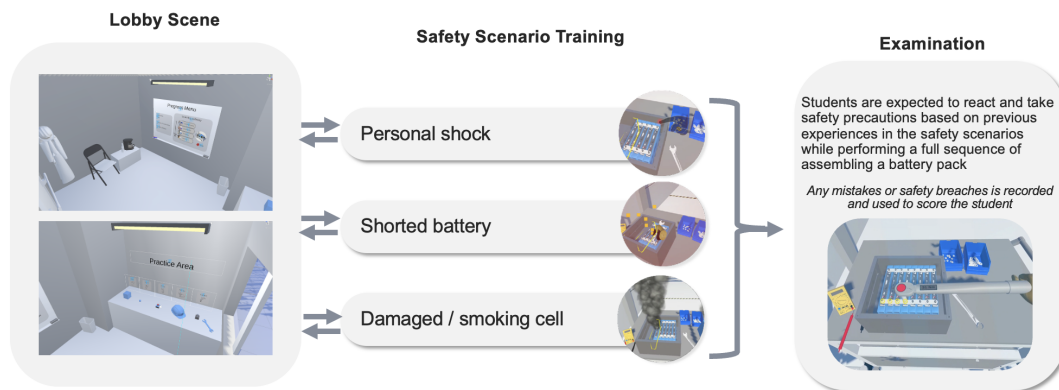 Lobby Scene
Safety Scenario Training
Examination
Progress Menu
Practice Area
Personal shock
Shorted battery
Damaged / smoking cell
Students are expected to react and take
safety precautions based on previous
experiences in the safety scenarios
while performing a full sequence of
assembling a battery pack
Any mistakes or safety breaches is recorded
and used to score the student